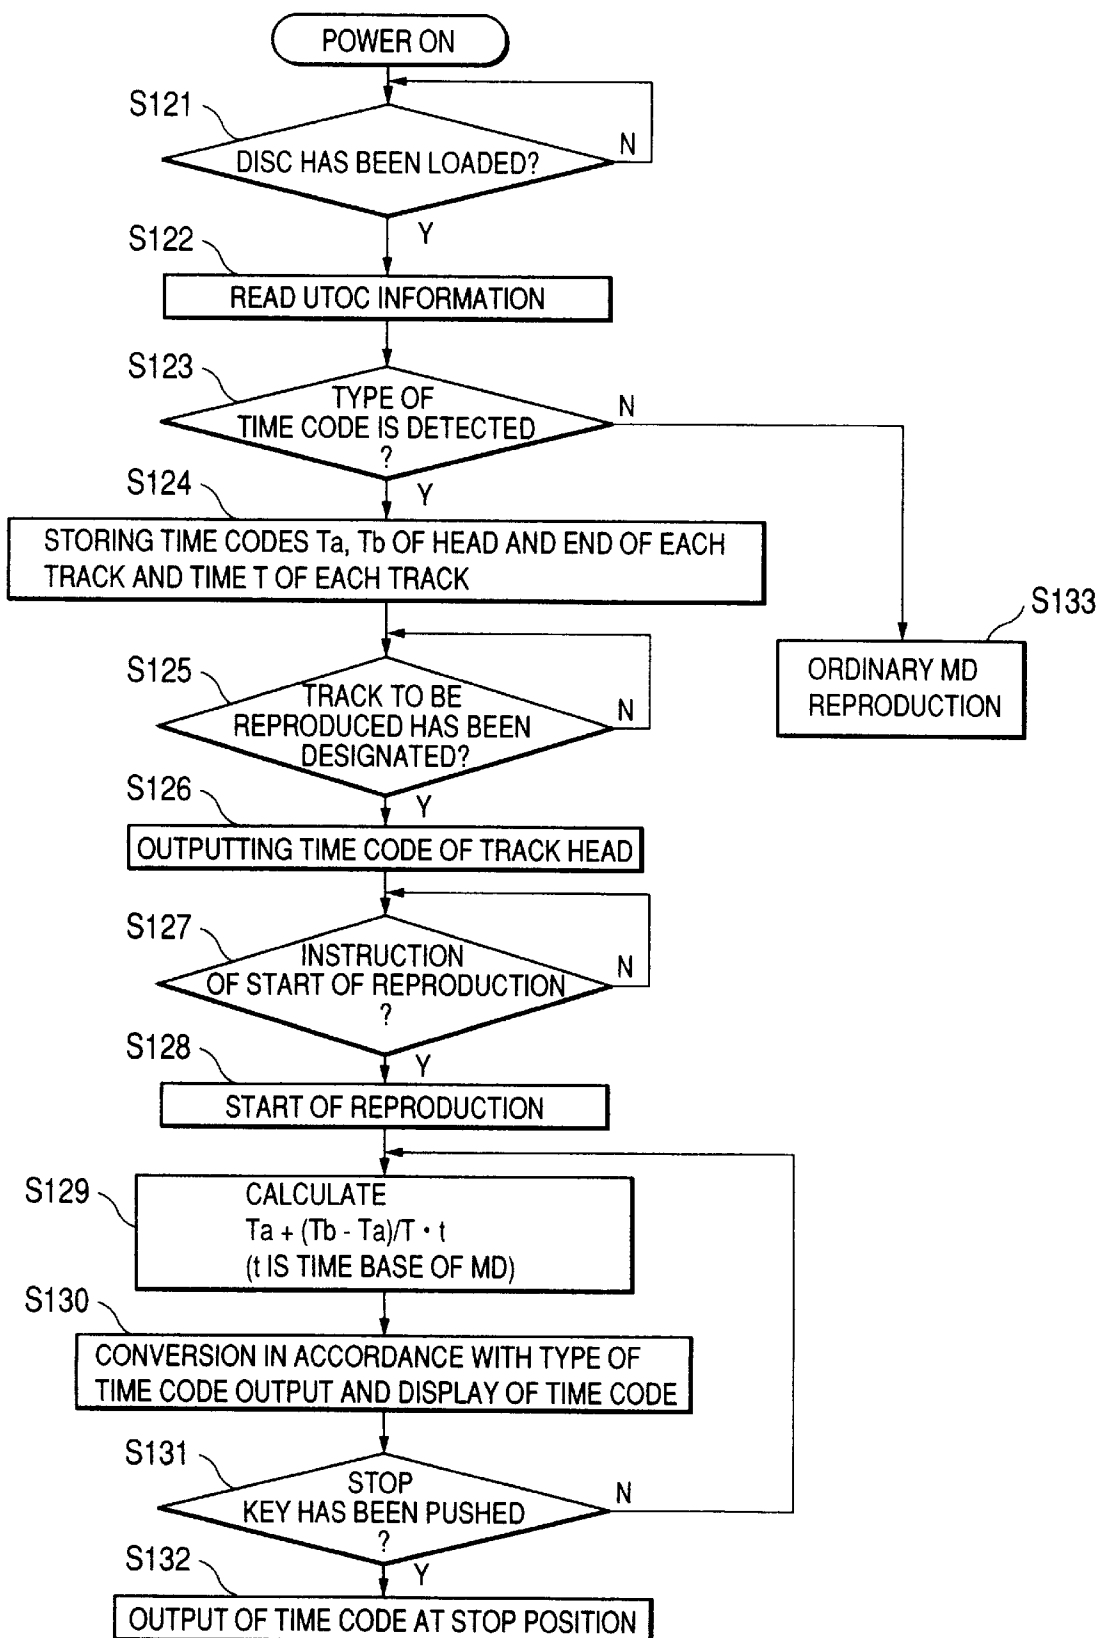 POWER ON
S121
DISC HAS BEEN LOADED?
N
Y
S122
READ UTOC INFORMATION
S123
TYPE OF
TIME CODE IS DETECTED
?
N
Y
S124
STORING TIME CODES Ta, Tb OF HEAD AND END OF EACH
TRACK AND TIME T OF EACH TRACK
S133
ORDINARY MD
REPRODUCTION
S125
TRACK TO BE
REPRODUCED HAS BEEN
DESIGNATED?
N
Y
S126
OUTPUTTING TIME CODE OF TRACK HEAD
S127
INSTRUCTION
OF START OF REPRODUCTION
?
N
Y
S128
START OF REPRODUCTION
S129
CALCULATE
Ta + (Tb - Ta)/T · t
(t IS TIME BASE OF MD)
S130
CONVERSION IN ACCORDANCE WITH TYPE OF
TIME CODE OUTPUT AND DISPLAY OF TIME CODE
S131
STOP
KEY HAS BEEN PUSHED
?
N
Y
S132
OUTPUT OF TIME CODE AT STOP POSITION